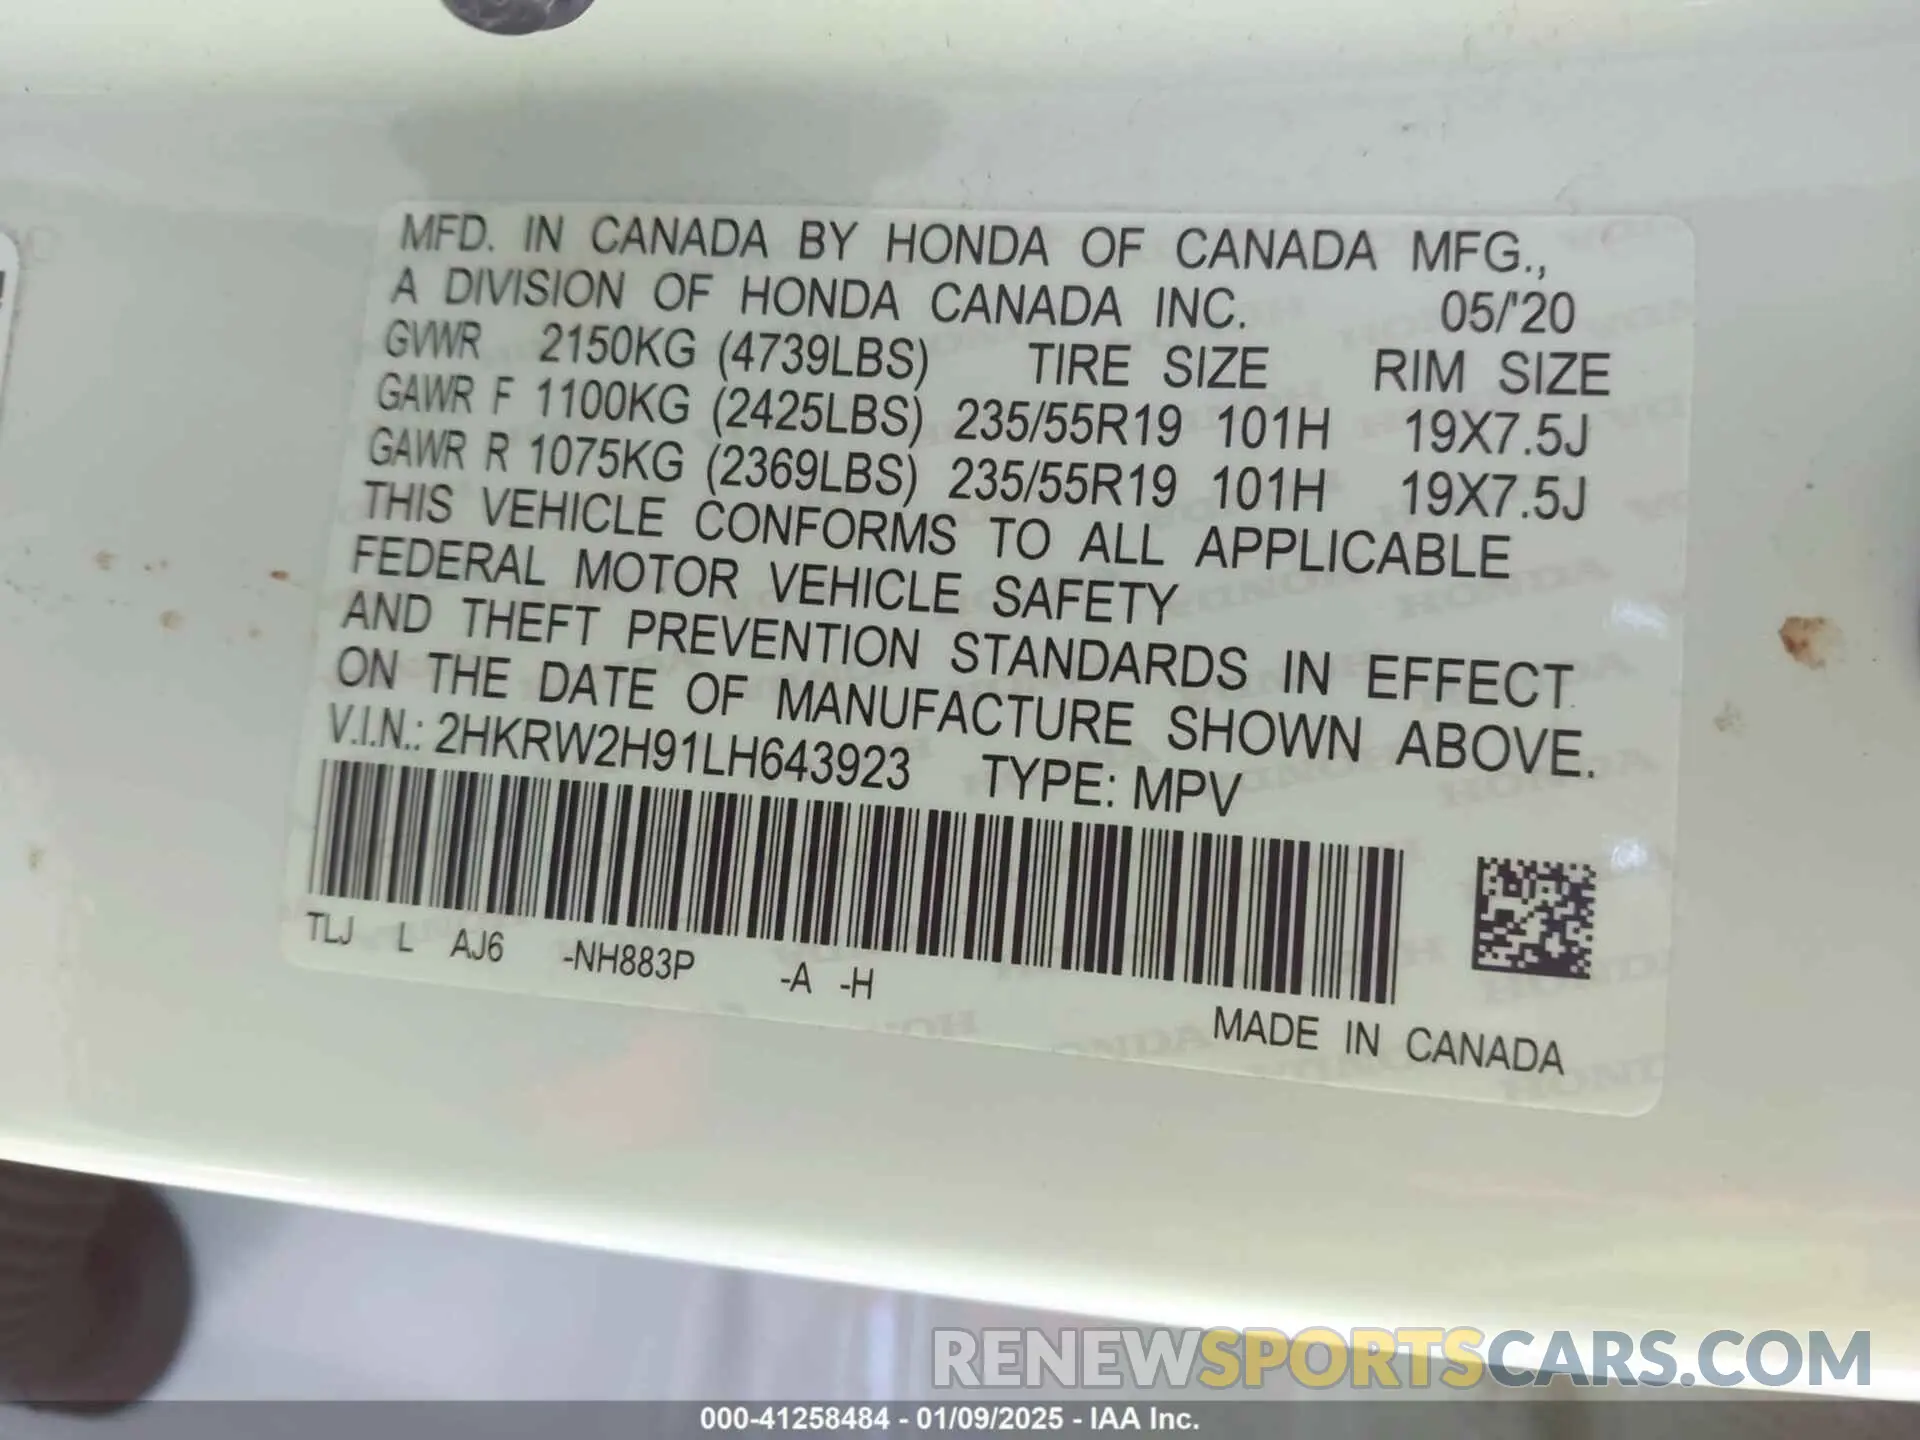 MFD. IN CANADA BY HONDA OF CANADA MFG.,
A DIVISION OF HONDA CANADA INC. 05/'20
GVWR 2150KG (4739LBS) TIRE SIZE RIM SIZE
GAWR F 1100KG (2425LBS) 235/55R19 101H 19X7.5J
GAWR R 1075KG (2369LBS) 235/55R19 101H 19X7.5J
THIS VEHICLE CONFORMS TO ALL APPLICABLE
FEDERAL MOTOR VEHICLE SAFETY
AND THEFT PREVENTION STANDARDS IN EFFECT
ON THE DATE OF MANUFACTURE SHOWN ABOVE.
V.I.N.: 2HKRW2H91LH643923 TYPE: MPV
TLJ L AJ6 -NH883P -A -H
MADE IN CANADA
RENEWSPORTSCARS.COM
000-41258484 - 01/09/2025 - IAA Inc.